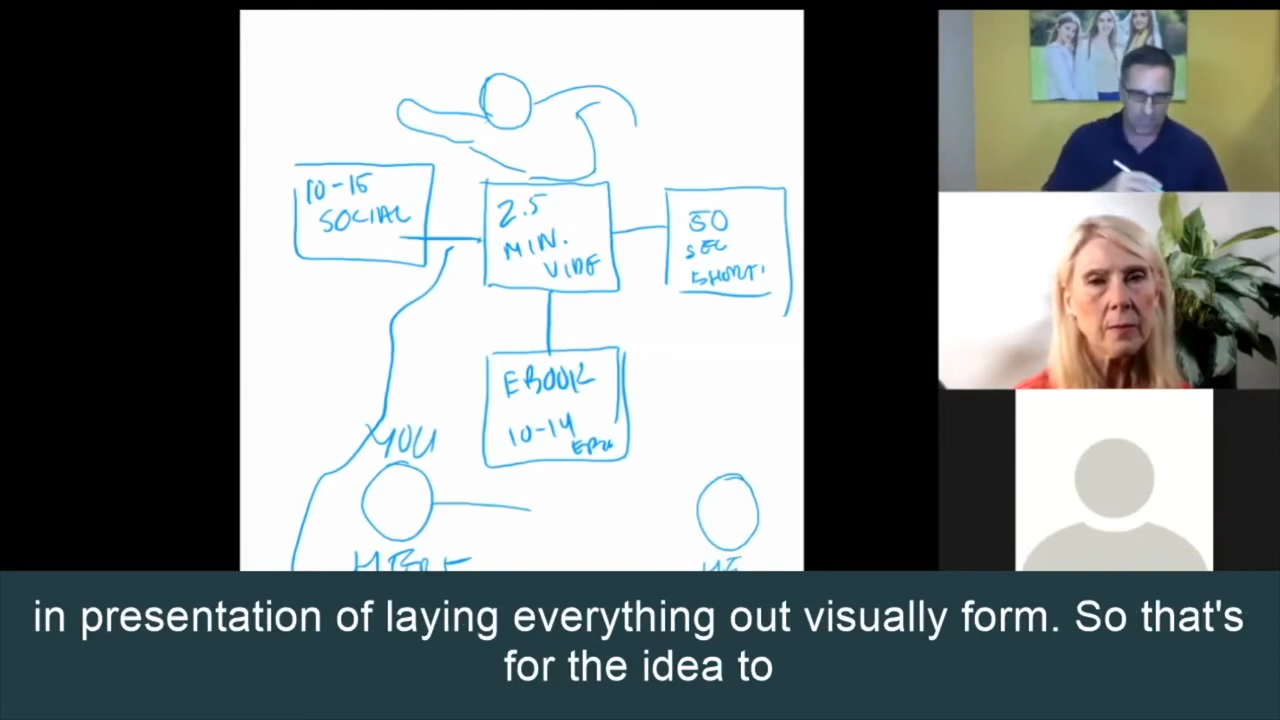 10-15
SOCIAL
2.5
MIN.
50
SEC
SHORT
EBOOK
10-14
YOU
in presentation of laying everything out visually form. So that's
for the idea to